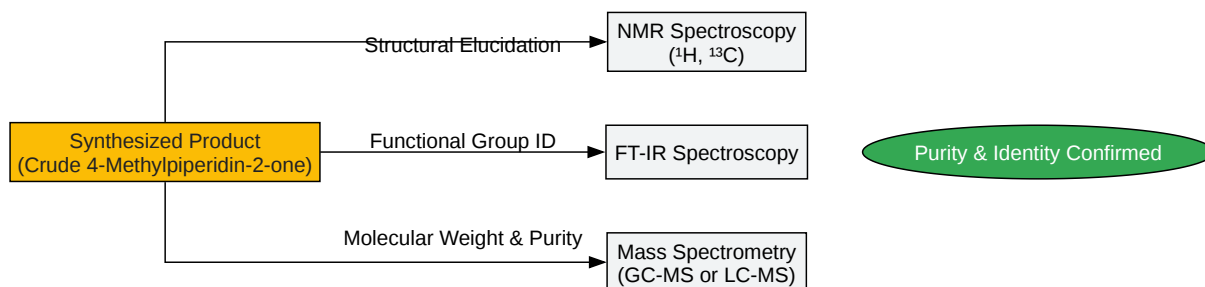 Structural Elucidation
NMR Spectroscopy
(¹H, ¹³C)
Synthesized Product
(Crude 4-Methylpiperidin-2-one)
Functional Group ID
FT-IR Spectroscopy
Purity & Identity Confirmed
Molecular Weight & Purity
Mass Spectrometry
(GC-MS or LC-MS)